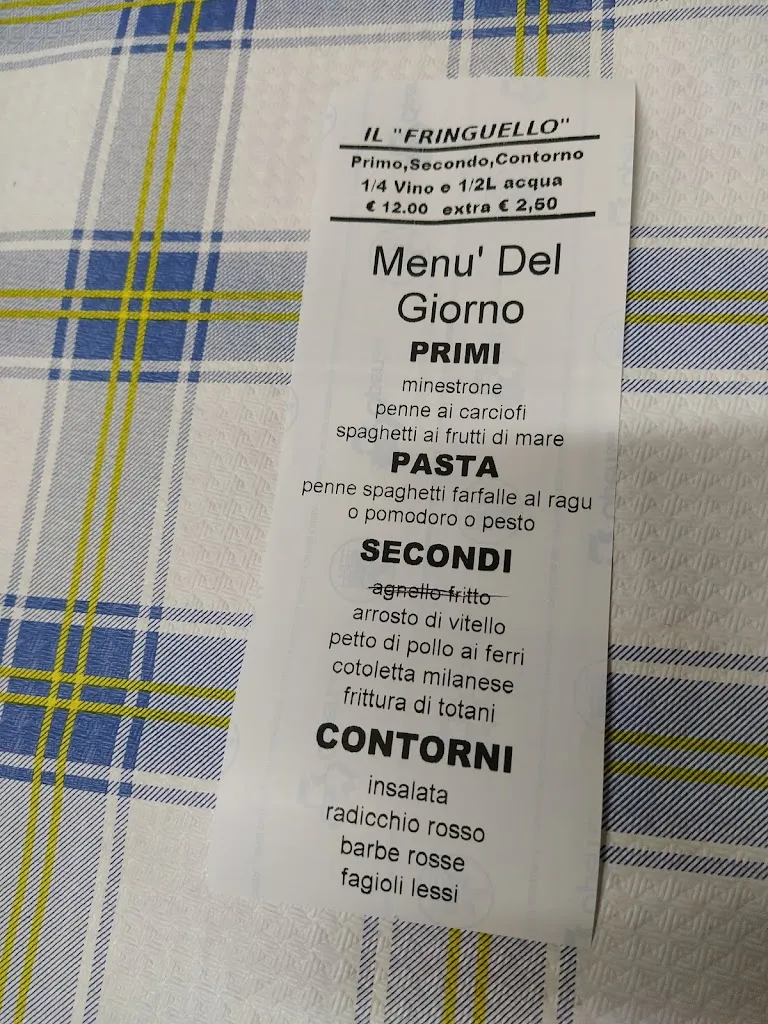 IL "FRINGUELLO"
Primo,Secondo,Contorno
1/4 Vino e 1/2L acqua
€ 12.00 extra € 2,50
Menu' Del
Giorno
PRIMI
minestrone
penne ai carciofi
spaghetti ai frutti di mare
PASTA
penne spaghetti farfalle al ragu
o pomodoro o pesto
SECONDI
agnello fritto
arrosto di vitello
petto di pollo ai ferri
cotoletta milanese
frittura di totani
CONTORNI
insalata
radicchio rosso
barbe rosse
fagioli lessi